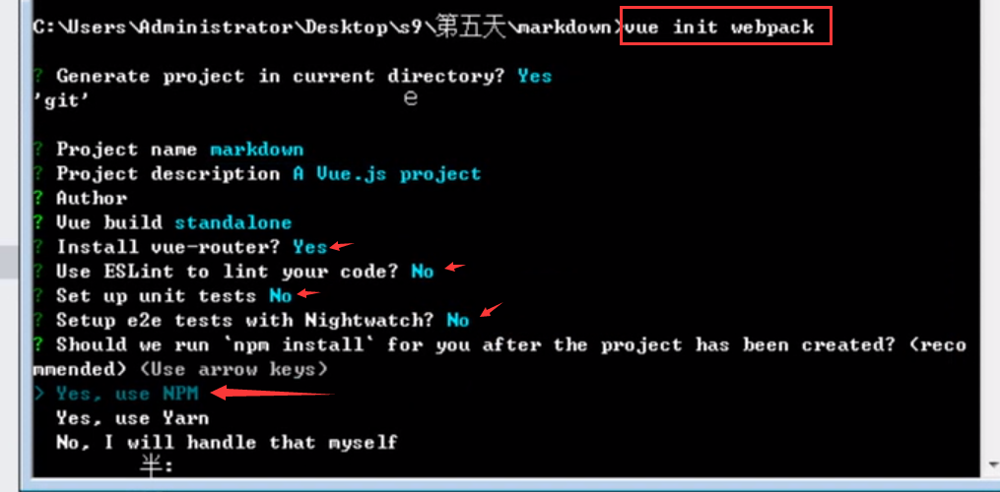 C:\Users\Administrator\Desktop\s9\第五天\markdown>vue init webpack
? Generate project in current directory? Yes
'git'
e
? Project name markdown
? Project description A Vue.js project
? Author
? Vue build standalone
? Install vue-router? Yes
? Use ESLint to lint your code? No
? Set up unit tests No
? Setup e2e tests with Nightwatch? No
? Should we run `npm install` for you after the project has been created? (reco
mmended) (Use arrow keys)
> Yes, use NPM
Yes, use Yarn
No, I will handle that myself
半: